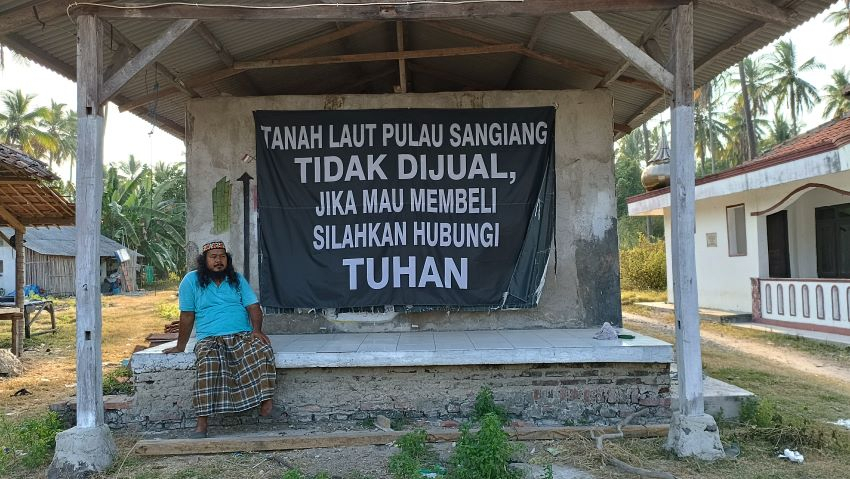 TANAH LAUT PULAU SANGIANG
TIDAK DIJUAL,
JIKA MAU MEMBELI
SILAHKAN HUBUNGI
TUHAN